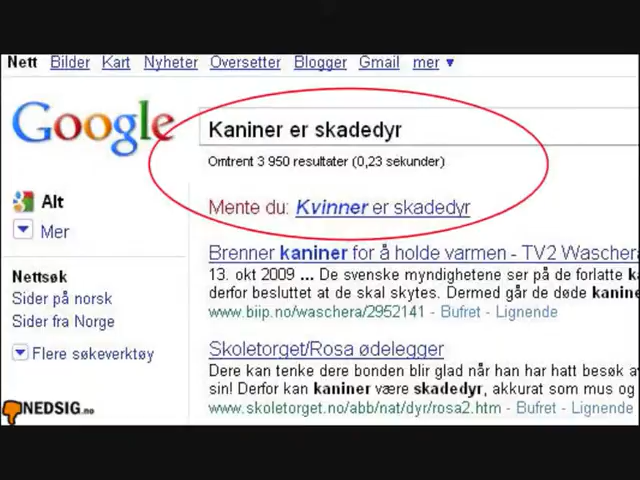 Nett Bilder Kart Nyheter Oversetter Blogger Gmail mer
Google
Kaniner er skadedyr
Omtrent 3 950 resultater (0,23 sekunder)
Alt
Mente du: Kvinner er skadedyr
Mer
Brenner kaniner for å holde varmen - TV2 Waschera
Nettsøk
13. okt 2009 ... De svenske myndighetene ser på de forlatte k
Sider på norsk
derfor besluttet at de skal skytes. Dermed går de døde kanine
www.biip.no/waschera/2952141 - Bufret - Lignende
Sider fra Norge
Skoletorget/Rosa ødelegger
Flere søkeverktøy
Dere kan tenke dere bonden blir glad når han har hatt besøk a
sin! Derfor kan kaniner være skadedyr, akkurat som mus og
NEDSIG.no
www.skoletorget.no/abb/nat/dyr/rosa2.htm - Bufret - Lignende